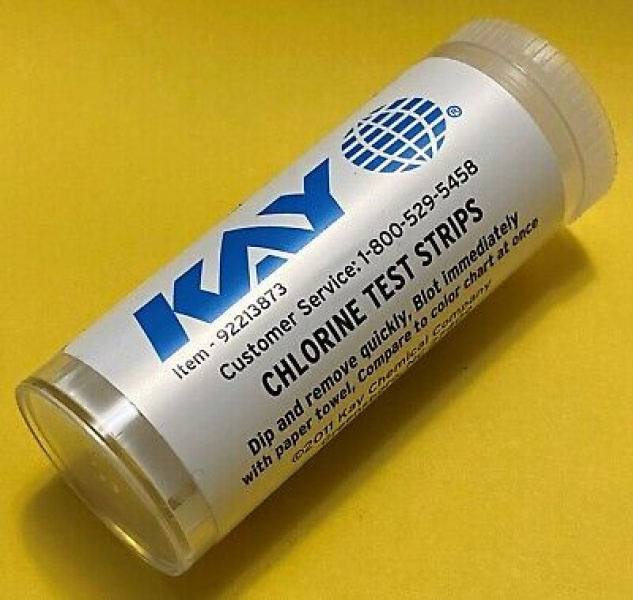 KAY®
Item - 92213873
Customer Service: 1-800-529-5458
CHLORINE TEST STRIPS
Dip and remove quickly, Blot immediately
with paper towel, Compare to color chart at once
©2011 Kay Chemical Company